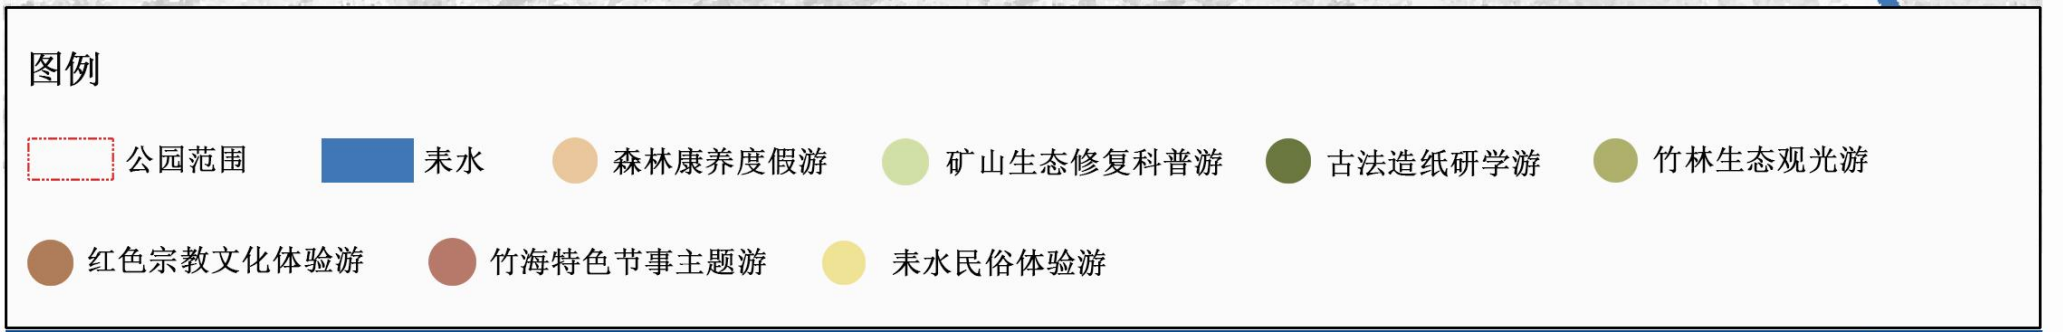 图例
公园范围 耒水 森林康养度假游 矿山生态修复科普游 古法造纸研学游 竹林生态观光游
红色宗教文化体验游 竹海特色节事主题游 耒水民俗体验游